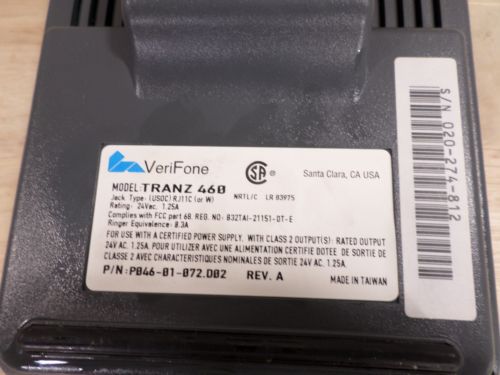 VeriFone
SA
Santa Clara, CA USA
NRTL/C LR 83975
MODEL: TRANZ 460
Jack Type: (USOC) RJ11C (or W)
Rating: 24Vac, 1.25A
Complies with FCC part 68. REG. NO: B32TAI-21151-DT-E
Ringer Equivalence: 0.3A
FOR USE WITH A CERTIFIED POWER SUPPLY. WITH CLASS 2 OUTPUT(S): RATED OUTPUT
24V AC. 1.25A. POUR UTILIZER AVEC UNE ALIMENTATION CERTIFINE DOTEE DE SORTIE DE
CLASSE 2 AVEC CHARACTERISTIQUES NOMINALES DE SORTIE 24V AC. 1.25A.
P/N: P046-01-072.D02 REV. A MADE IN TAIWAN
S/N 020-274-812